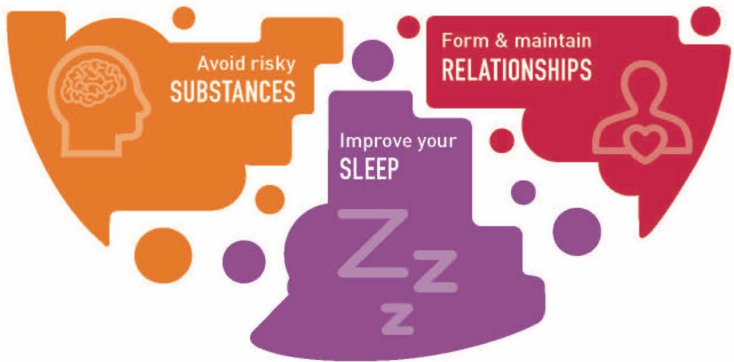 Avoid risky
SUBSTANCES
Form & maintain
RELATIONSHIPS
Improve your
SLEEP
Z
z
z